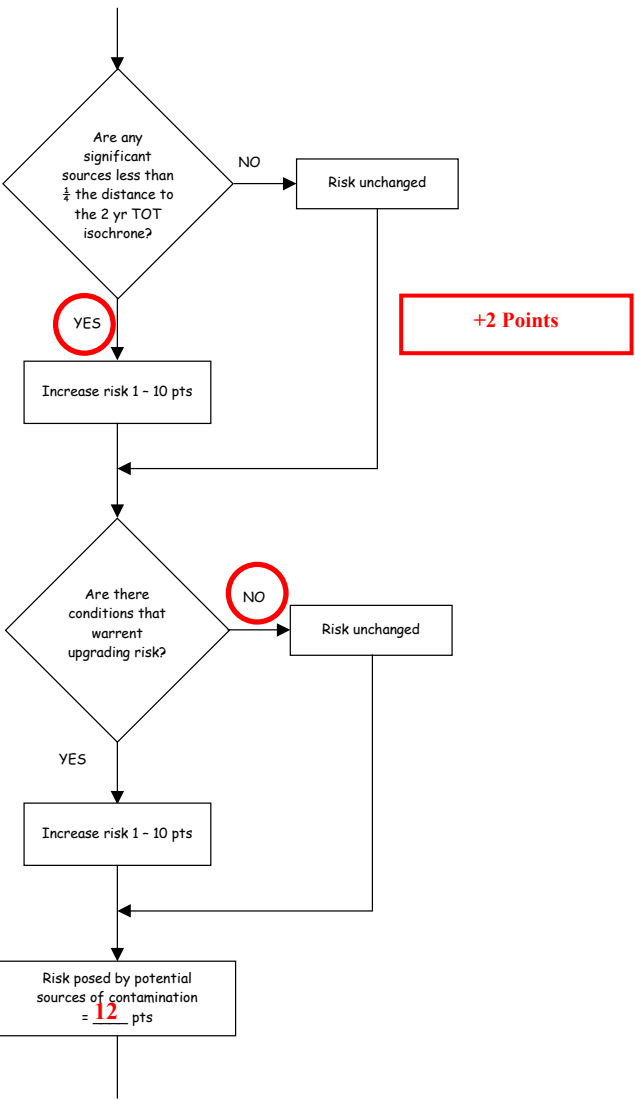 Are any
significant
sources less than
¼ the distance to
the 2 yr TOT
isochrone?
NO
Risk unchanged
YES
+2 Points
Increase risk 1 – 10 pts
Are there
conditions that
warrent
upgrading risk?
NO
Risk unchanged
YES
Increase risk 1 – 10 pts
Risk posed by potential
sources of contamination
= 12 pts